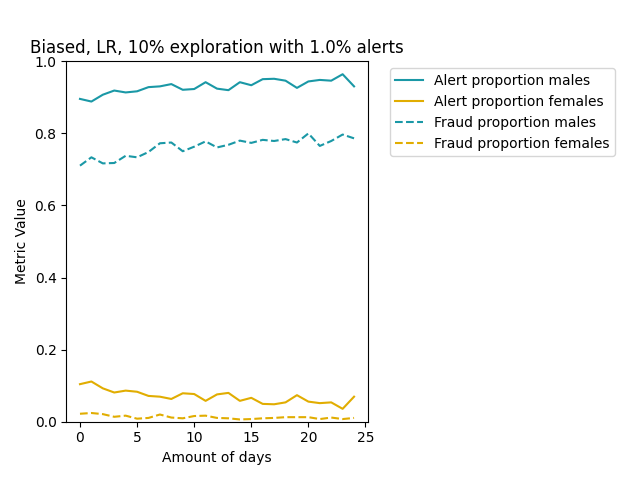 Biased, LR, 10% exploration with 1.0% alerts
Alert proportion males
Alert proportion females
Fraud proportion males
Fraud proportion females
Metric Value
1.0
0.8
0.6
0.4
0.2
0.0
0 5 10 15 20 25
Amount of days